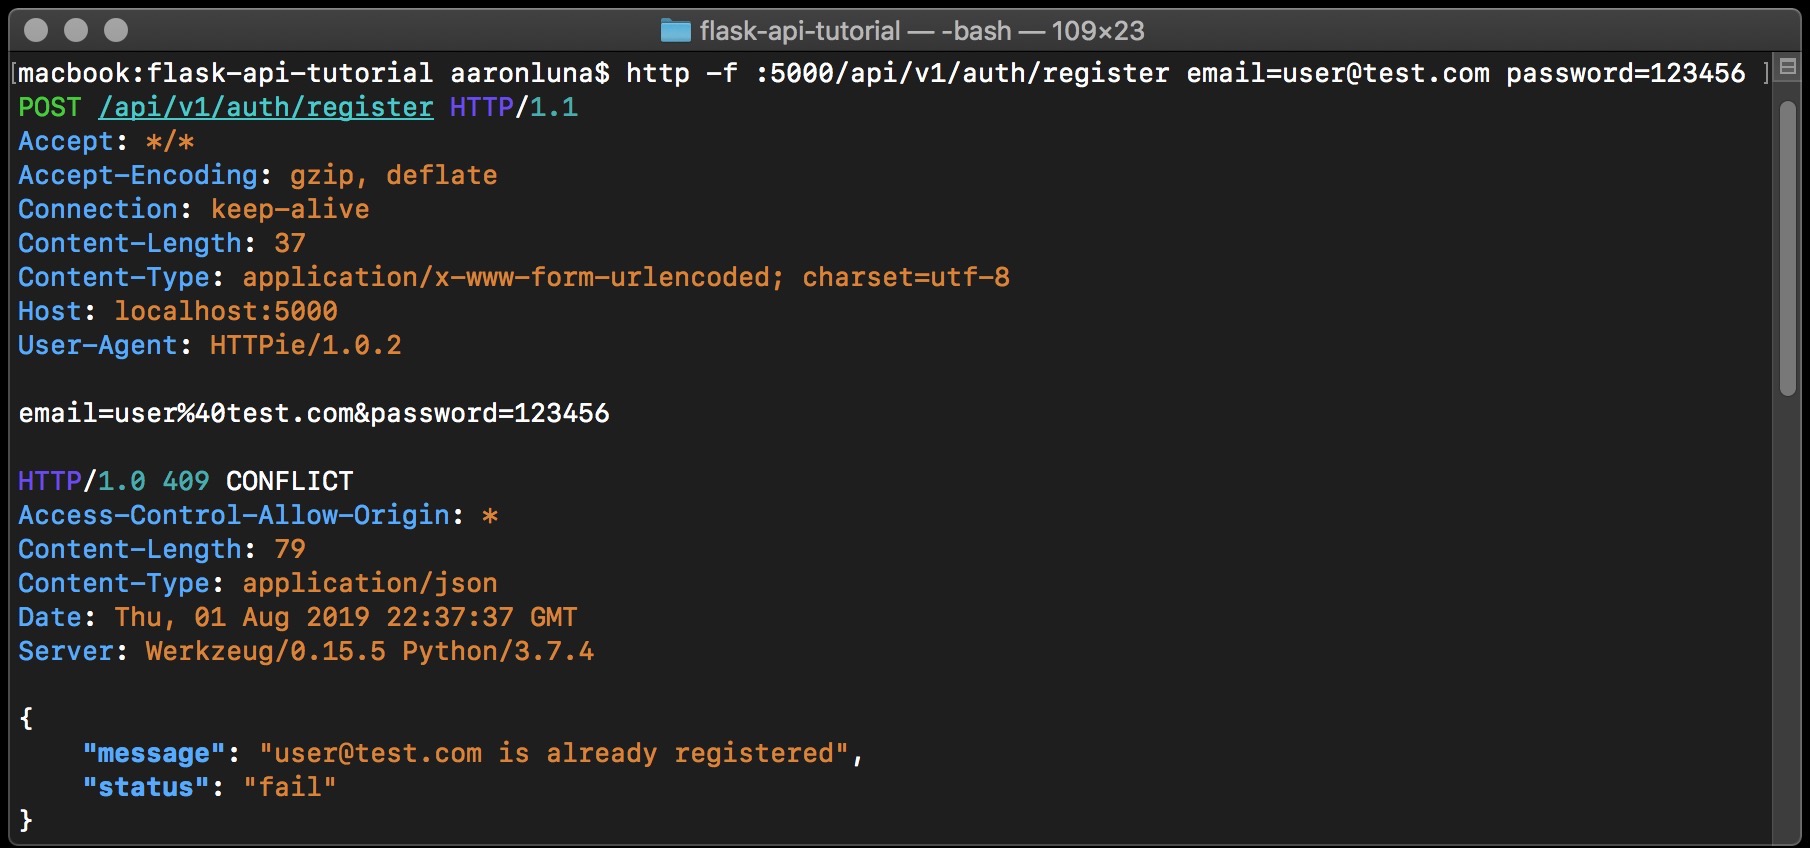 flask-api-tutorial — -bash — 109×23
[macbook:flask-api-tutorial aaronluna$ http -f :5000/api/v1/auth/register email=user@test.com password=123456 ]
POST /api/v1/auth/register HTTP/1.1
Accept: */*
Accept-Encoding: gzip, deflate
Connection: keep-alive
Content-Length: 37
Content-Type: application/x-www-form-urlencoded; charset=utf-8
Host: localhost:5000
User-Agent: HTTPie/1.0.2
email=user%40test.com&password=123456
HTTP/1.0 409 CONFLICT
Access-Control-Allow-Origin: *
Content-Length: 79
Content-Type: application/json
Date: Thu, 01 Aug 2019 22:37:37 GMT
Server: Werkzeug/0.15.5 Python/3.7.4
{
    "message": "user@test.com is already registered",
    "status": "fail"
}